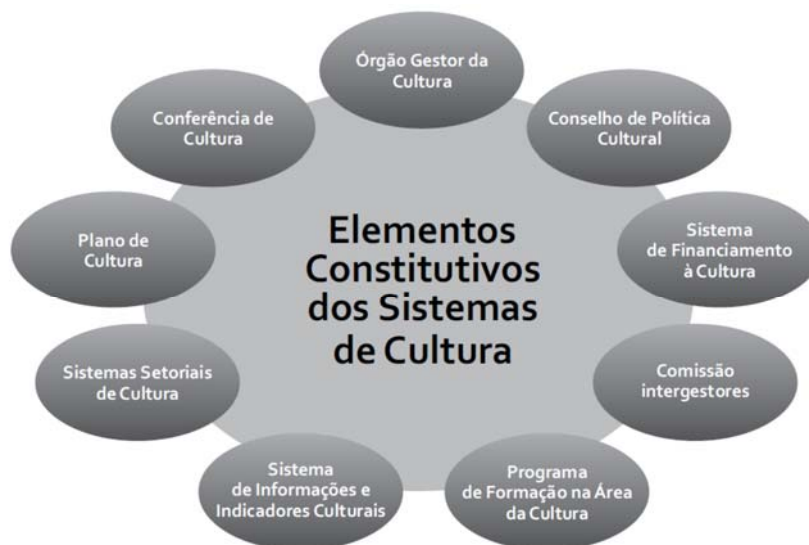 Órgão Gestor da
Cultura
Conferência de
Cultura
Conselho de Política
Cultural
Plano de
Cultura
Elementos
Constitutivos
dos Sistemas
de Cultura
Sistema
de Financiamento
à Cultura
Sistemas Setoriais
de Cultura
Comissão
intergestores
Sistema
de Informações e
Indicadores Culturais
Programa
de Formação na Área
da Cultura